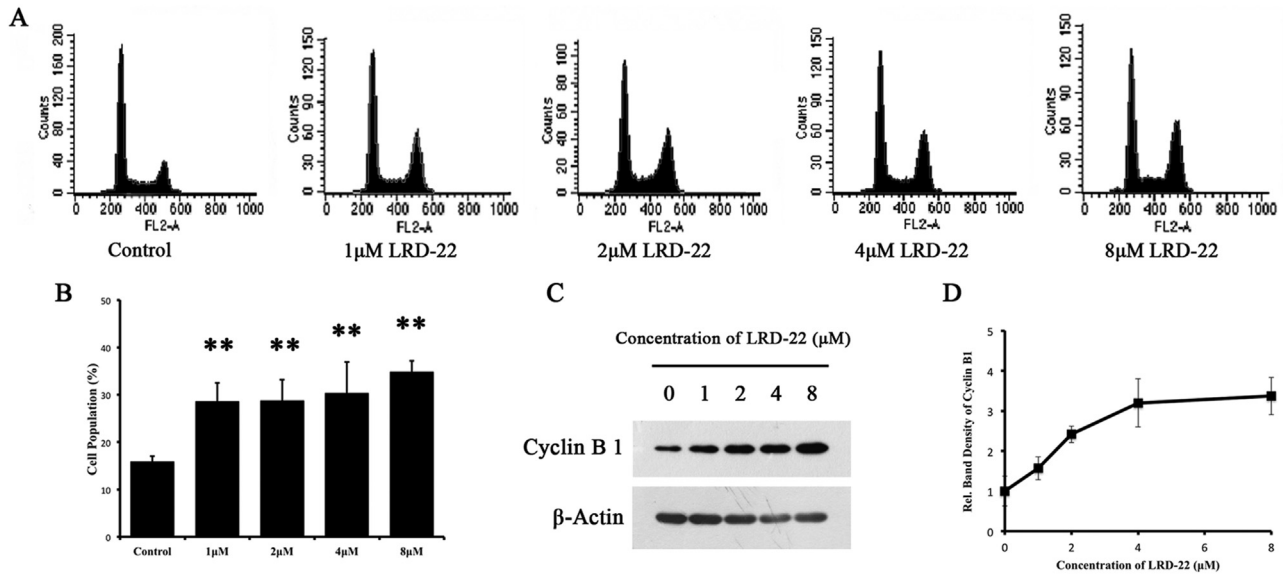 A
Counts
0 40 80 120 160 200
0 200 400 600 800 1000
FL2-A
Control
Counts
0 30 60 90 120 150
0 200 400 600 800 1000
FL2-A
1μM LRD-22
Counts
0 20 40 60 80 100
0 200 400 600 800 1000
FL2-A
2μM LRD-22
Counts
0 30 60 90 120 150
0 200 400 600 800 1000
FL2-A
4μM LRD-22
Counts
0 30 60 90 120 150
0 200 400 600 800 1000
FL2-A
8μM LRD-22
B
Cell Population (%)
50
40
30
20
10
0
** ** ** **
Control 1μM 2μM 4μM 8μM
C
Concentration of LRD-22 (μM)
0 1 2 4 8
Cyclin B 1
β-Actin
D
Rel. Band Density of Cyclin B1
5
4
3
2
1
0
0 2 4 6 8
Concentration of LRD-22 (μM)